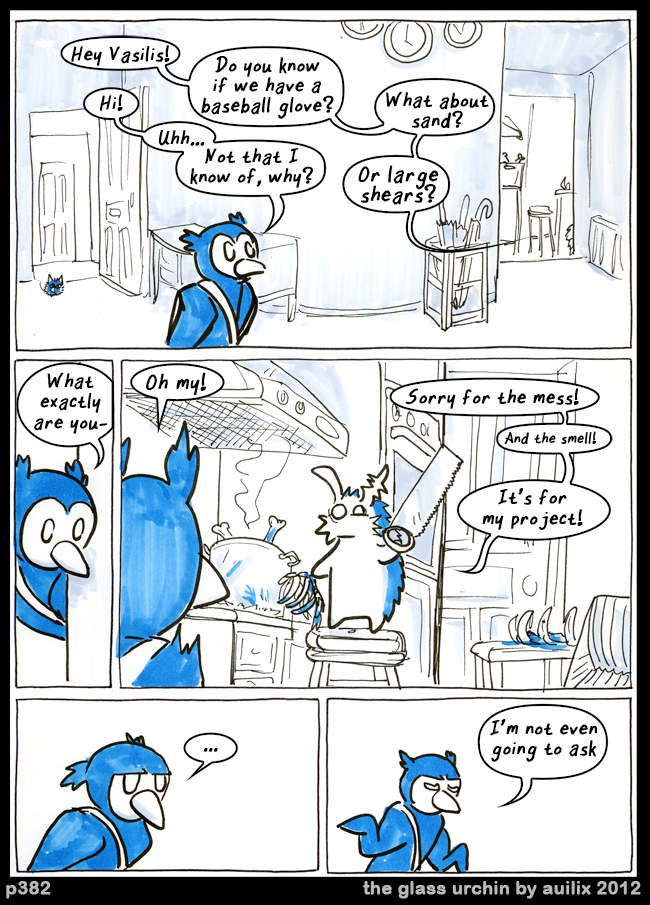 Hey Vasilis!
Do you know
if we have a
baseball glove?
Hi!
What about
sand?
Uhh...
Not that I
know of, why?
Or large
shears?
What
exactly
are you-
Oh my!
Sorry for the mess!
And the smell!
It's for
my project!
...
I'm not even
going to ask
p382
the glass urchin by auilix 2012